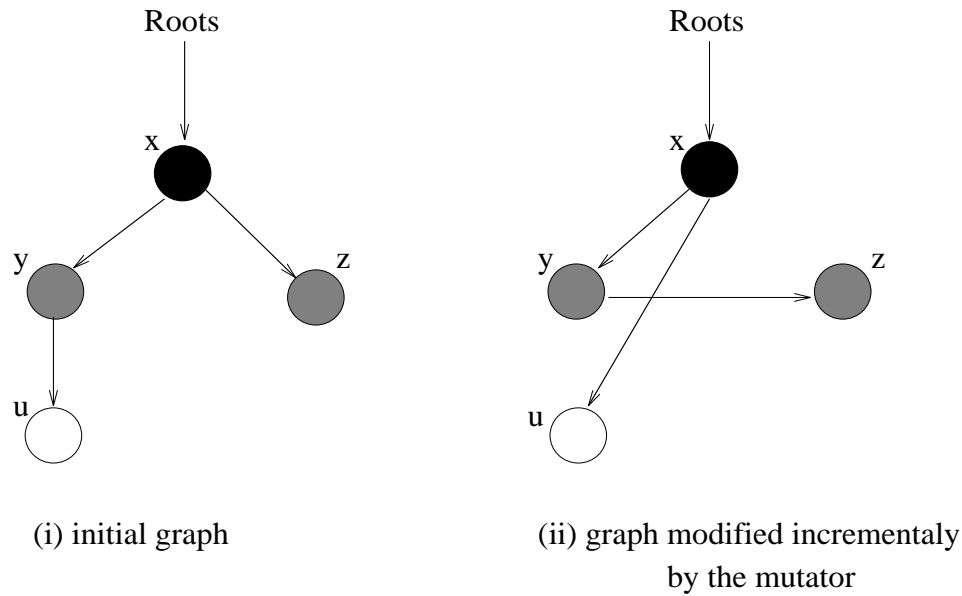 Roots
x
y
z
u
(i) initial graph
Roots
x
y
z
u
(ii) graph modified incrementaly
by the mutator